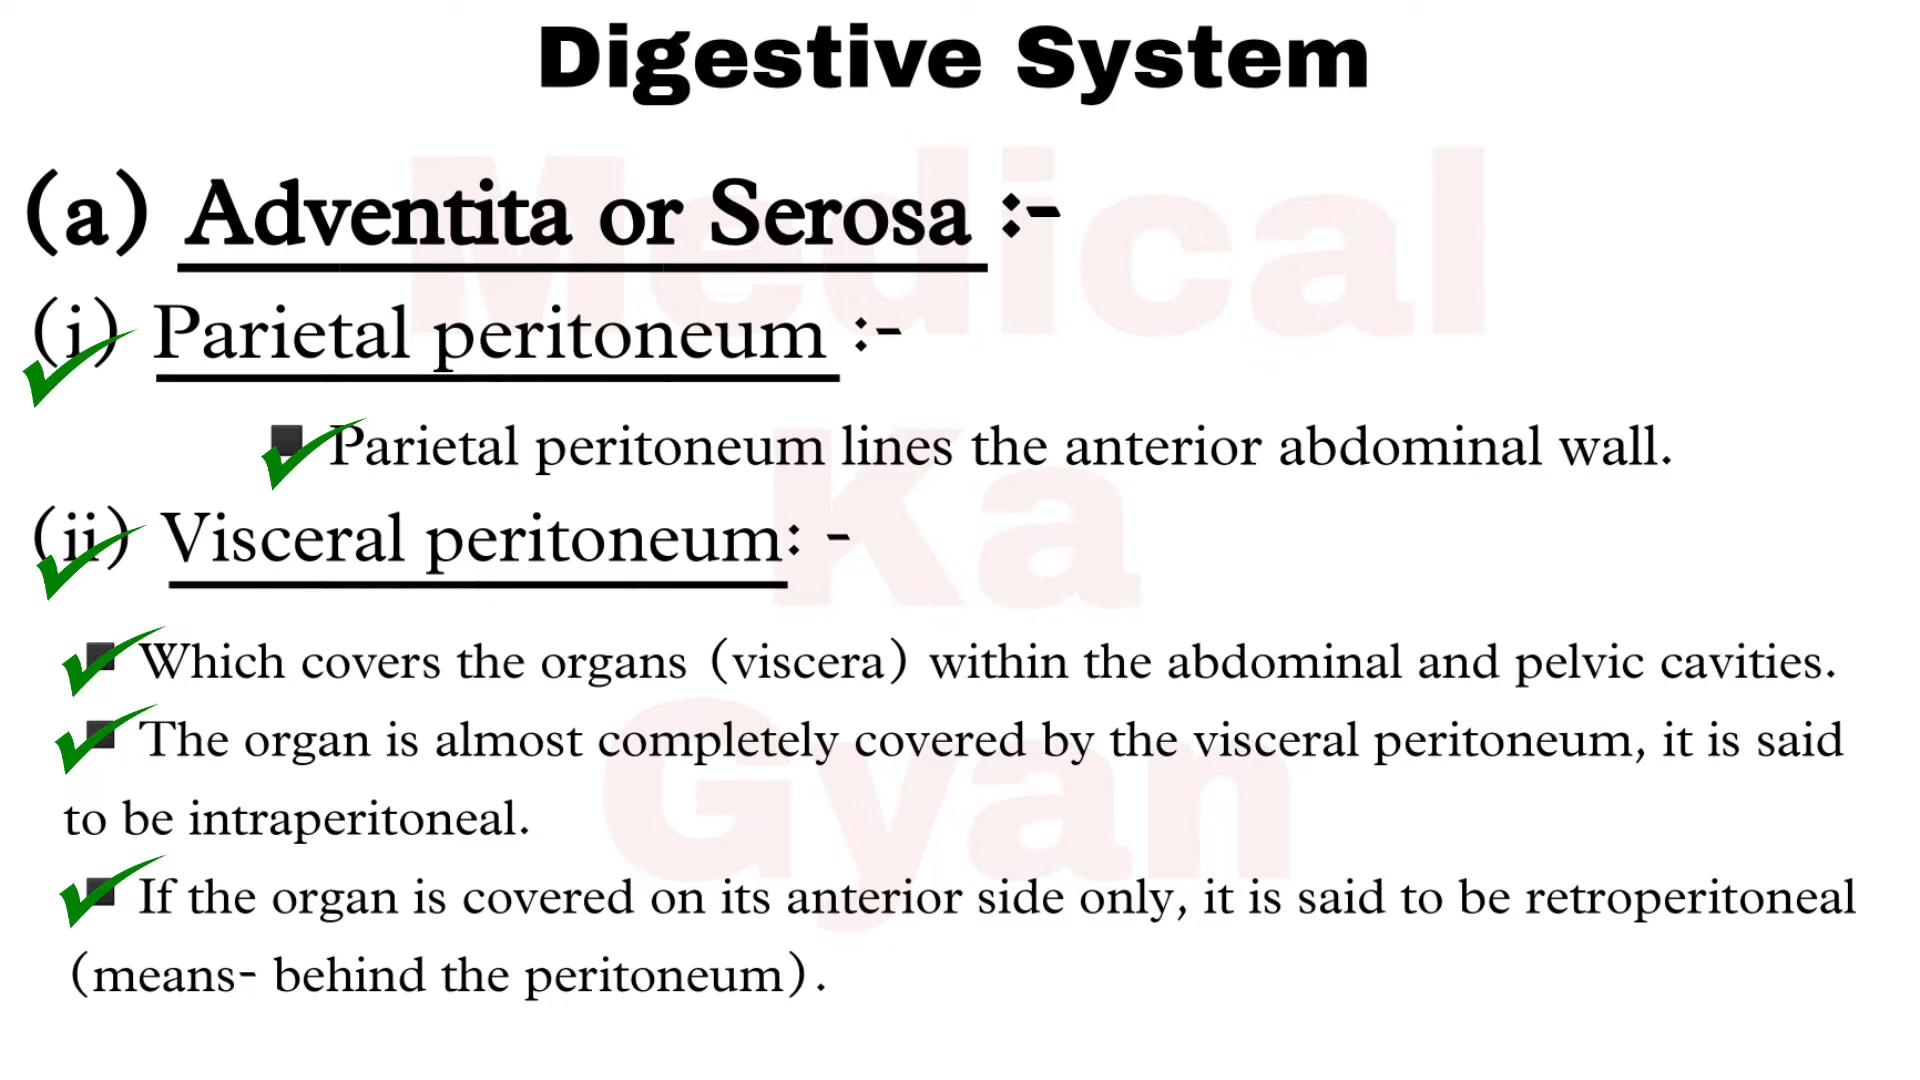 Digestive System
(a) Adventita or Serosa :-
(i) Parietal peritoneum :-
Parietal peritoneum lines the anterior abdominal wall.
(ii) Visceral peritoneum: -
Which covers the organs (viscera) within the abdominal and pelvic cavities.
The organ is almost completely covered by the visceral peritoneum, it is said
to be intraperitoneal.
If the organ is covered on its anterior side only, it is said to be retroperitoneal
(means- behind the peritoneum).
Medical
Ka
Gyan